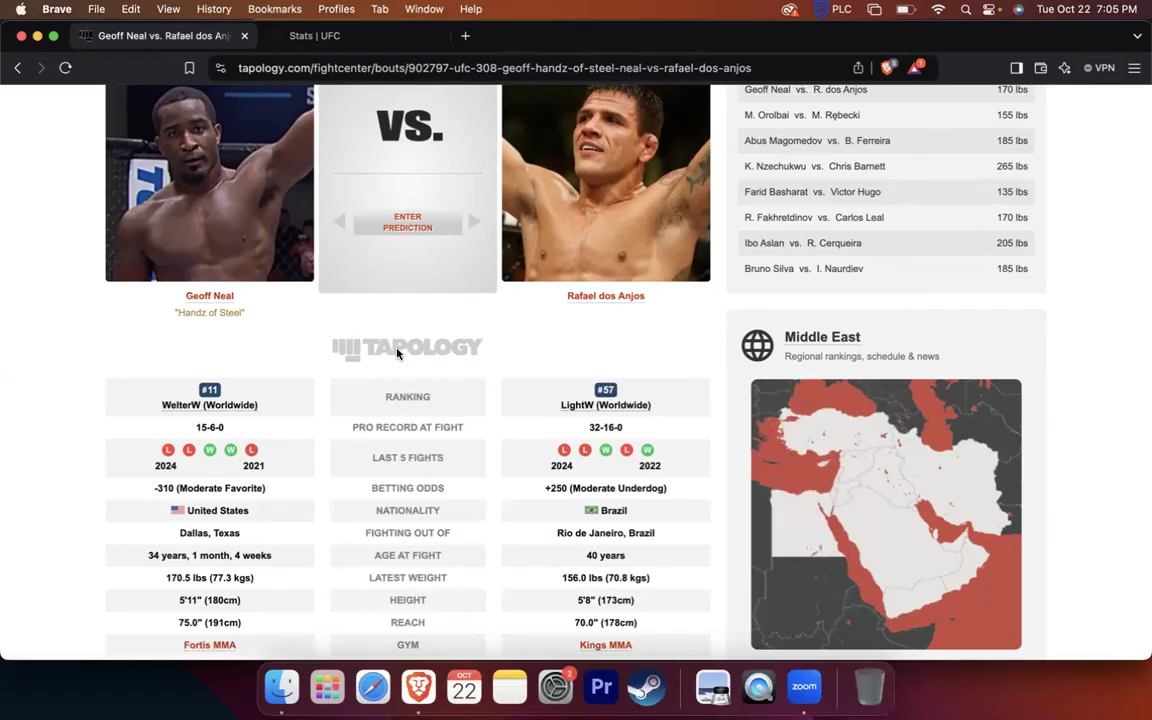 Brave File Edit View History Bookmarks Profiles Tab Window Help PLC Tue Oct 22 7:05 PM
Geoff Neal vs. Rafael dos Anj Stats | UFC
tapology.com/fightcenter/bouts/902797-ufc-308-geoff-handz-of-steel-neal-vs-rafael-dos-anjos 5 1 VPN
VS.
ENTER
PREDICTION
Geoff Neal
"Handz of Steel"
Rafael dos Anjos
TAPOLOGY
#11
WelterW (Worldwide) RANKING #57
LightW (Worldwide)
15-6-0 PRO RECORD AT FIGHT 32-16-0
L L W W L LAST 5 FIGHTS L L W L W
2024 2021 2024 2022
-310 (Moderate Favorite) BETTING ODDS +250 (Moderate Underdog)
United States NATIONALITY Brazil
Dallas, Texas FIGHTING OUT OF Rio de Janeiro, Brazil
34 years, 1 month, 4 weeks AGE AT FIGHT 40 years
170.5 lbs (77.3 kgs) LATEST WEIGHT 156.0 lbs (70.8 kgs)
5'11" (180cm) HEIGHT 5'8" (173cm)
75.0" (191cm) REACH 70.0" (178cm)
Fortis MMA GYM Kings MMA
Geoff Neal vs. R. dos Anjos 170 lbs
M. Orolbai vs. M. Rębecki 155 lbs
Abus Magomedov vs. B. Ferreira 185 lbs
K. Nzechukwu vs. Chris Barnett 265 lbs
Farid Basharat vs. Victor Hugo 135 lbs
R. Fakhretdinov vs. Carlos Leal 170 lbs
Ibo Aslan vs. R. Cerqueira 205 lbs
Bruno Silva vs. I. Naurdiev 185 lbs
Middle East
Regional rankings, schedule & news
OCT
22
2
Pr
zoom